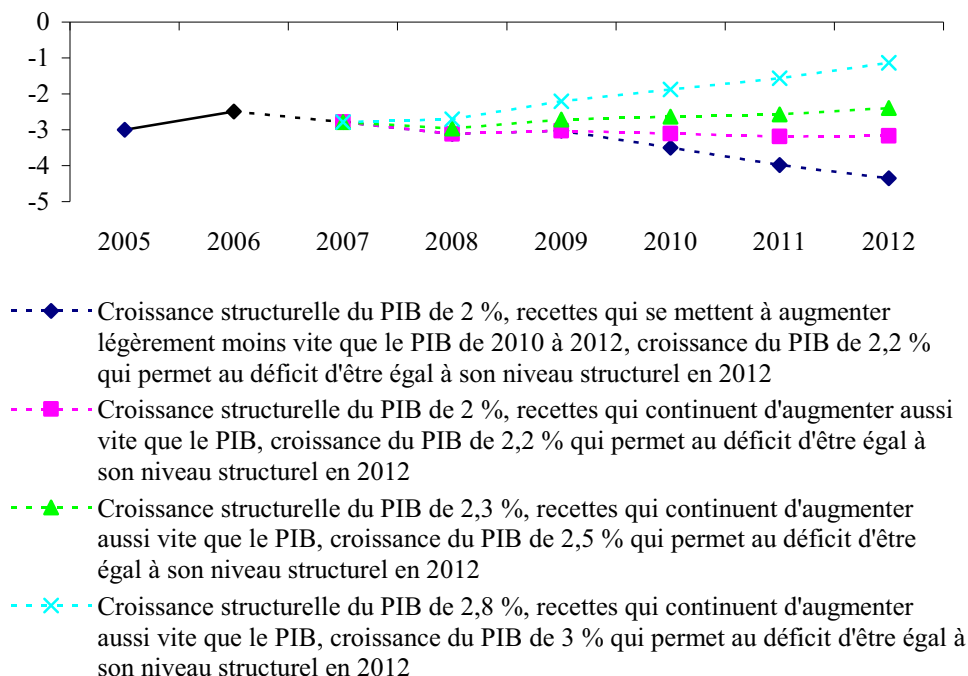 0
-1
-2
-3
-4
-5
2005 2006 2007 2008 2009 2010 2011 2012
Croissance structurelle du PIB de 2 %, recettes qui se mettent à augmenter
légèrement moins vite que le PIB de 2010 à 2012, croissance du PIB de 2,2 %
qui permet au déficit d'être égal à son niveau structurel en 2012
Croissance structurelle du PIB de 2 %, recettes qui continuent d'augmenter aussi
vite que le PIB, croissance du PIB de 2,2 % qui permet au déficit d'être égal à
son niveau structurel en 2012
Croissance structurelle du PIB de 2,3 %, recettes qui continuent d'augmenter
aussi vite que le PIB, croissance du PIB de 2,5 % qui permet au déficit d'être
égal à son niveau structurel en 2012
Croissance structurelle du PIB de 2,8 %, recettes qui continuent d'augmenter
aussi vite que le PIB, croissance du PIB de 3 % qui permet au déficit d'être égal à
son niveau structurel en 2012